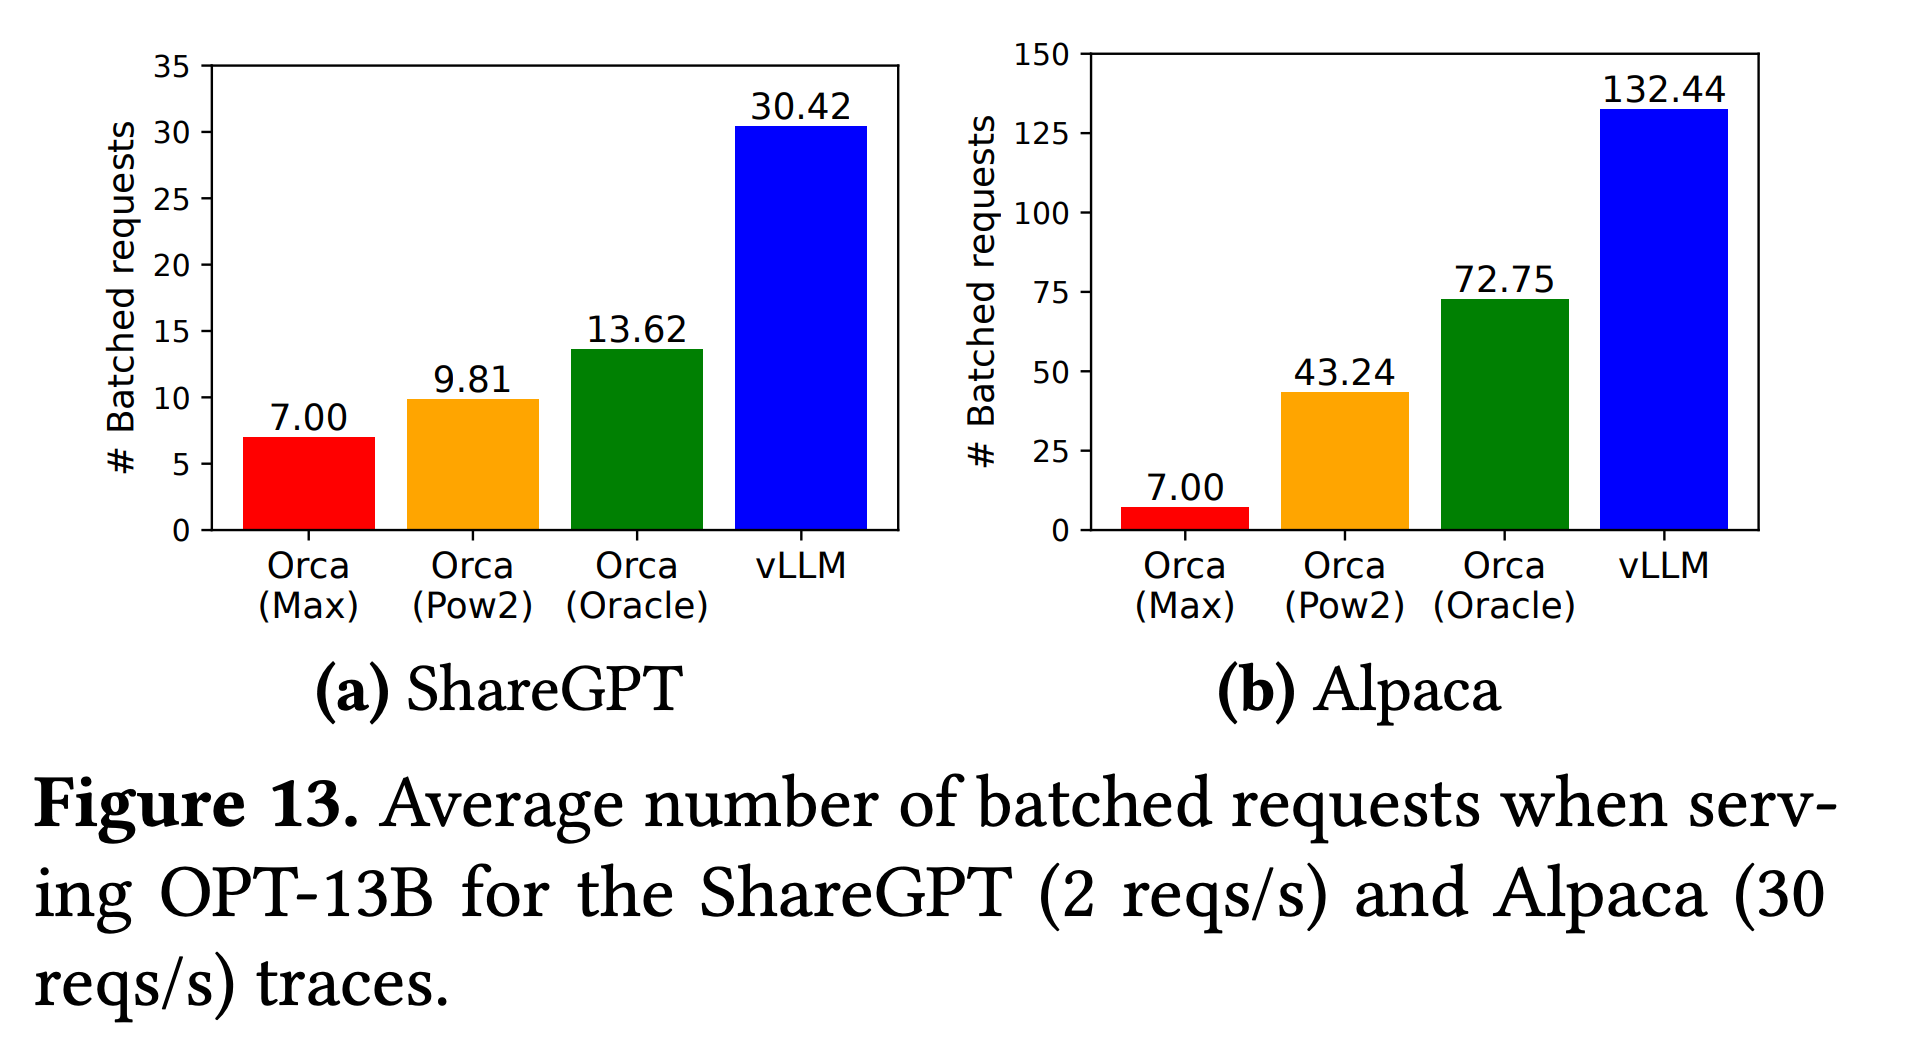 # Batched requests
35
30
25
20
15
10
5
0
7.00
9.81
13.62
30.42
Orca
(Max)
Orca
(Pow2)
Orca
(Oracle)
vLLM
(a) ShareGPT
# Batched requests
150
125
100
75
50
25
0
7.00
43.24
72.75
132.44
Orca
(Max)
Orca
(Pow2)
Orca
(Oracle)
vLLM
(b) Alpaca
Figure 13. Average number of batched requests when serv-
ing OPT-13B for the ShareGPT (2 reqs/s) and Alpaca (30
reqs/s) traces.